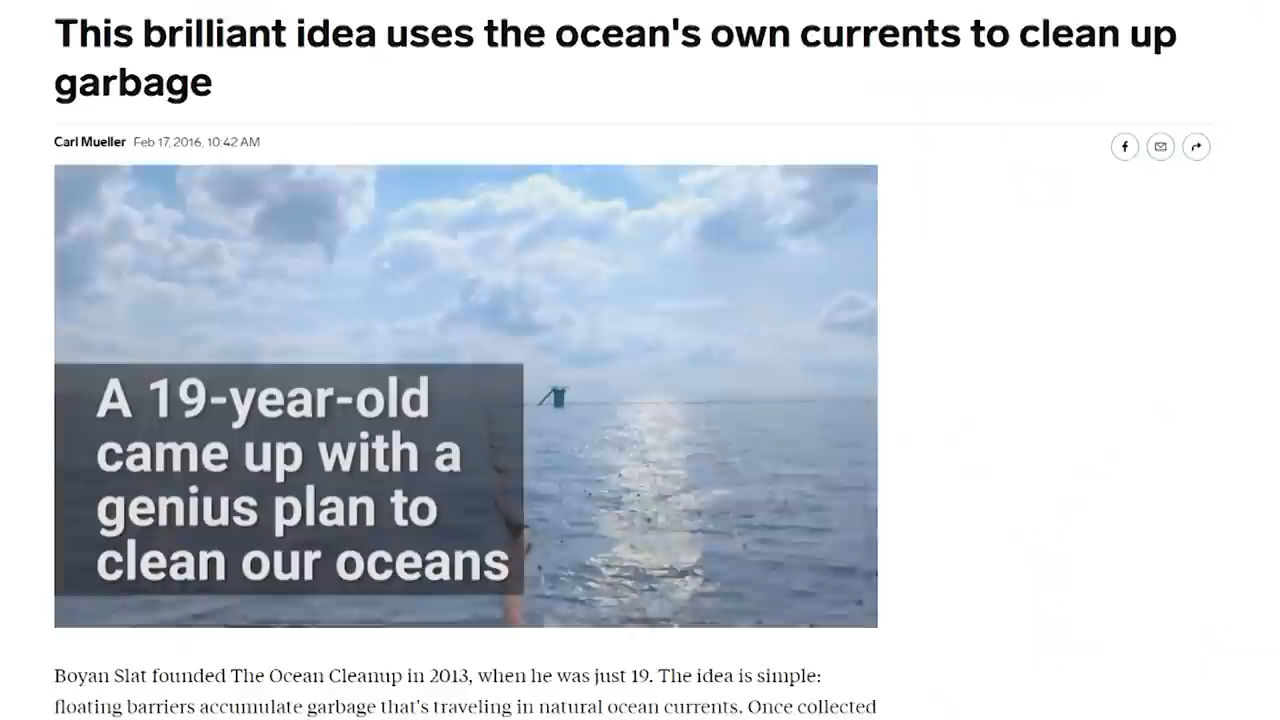 This brilliant idea uses the ocean's own currents to clean up
garbage
Carl Mueller Feb 17, 2016, 10:42 AM
A 19-year-old
came up with a
genius plan to
clean our oceans
Boyan Slat founded The Ocean Cleanup in 2013, when he was just 19. The idea is simple:
floating barriers accumulate garbage that's traveling in natural ocean currents. Once collected